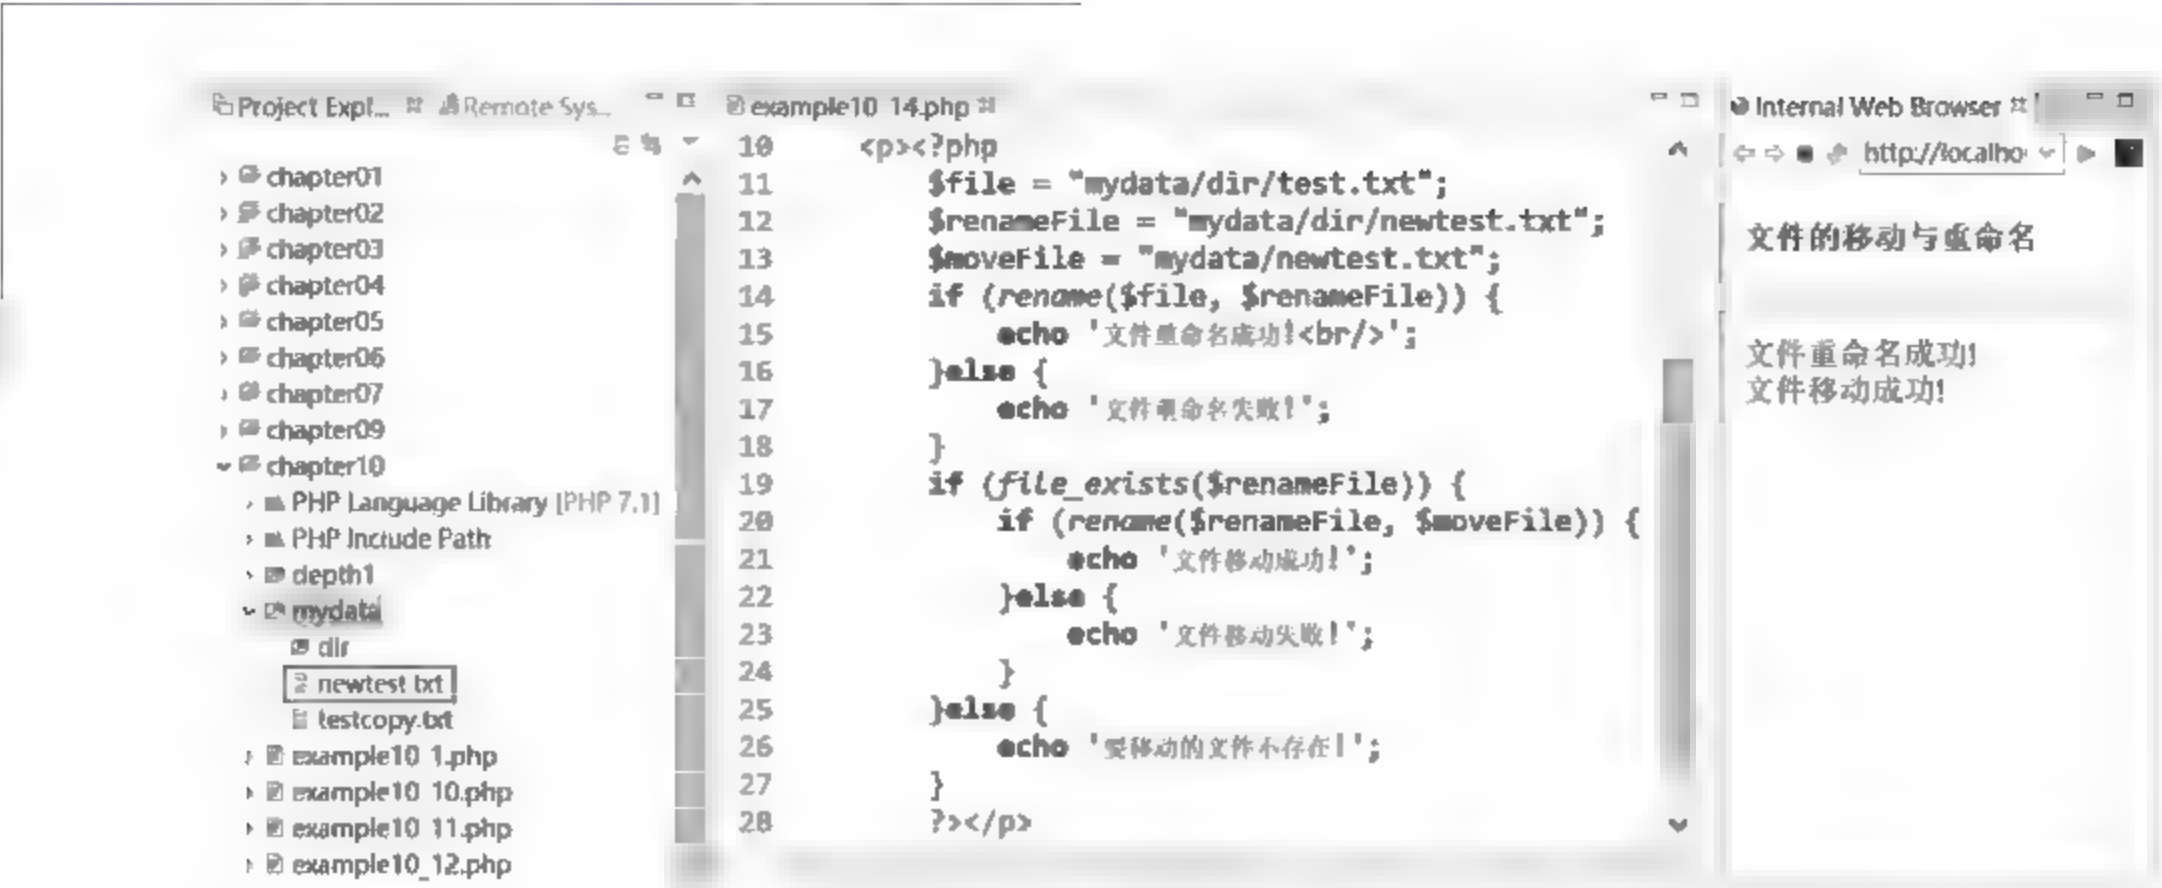 Project Expl... Remote Sys...
chapter01
chapter02
chapter03
chapter04
chapter05
chapter06
chapter07
chapter09
chapter10
PHP Language Library [PHP 7.1]
PHP Include Path
depth1
mydata
dir
newtest.txt
testcopy.txt
example10_1.php
example10_10.php
example10_11.php
example10_12.php
example10_14.php
10 <p><?php
11 $file = "mydata/dir/test.txt";
12 $renameFile = "mydata/dir/newtest.txt";
13 $moveFile = "mydata/newtest.txt";
14 if (rename($file, $renameFile)) {
15 echo '文件重命名成功!<br/>';
16 }else {
17 echo '文件重命名失败!';
18 }
19 if (file_exists($renameFile)) {
20 if (rename($renameFile, $moveFile)) {
21 echo '文件移动成功!';
22 }else {
23 echo '文件移动失败!';
24 }
25 }else {
26 echo '要移动的文件不存在!';
27 }
28 ?></p>
Internal Web Browser
http://localho
文件的移动与重命名
文件重命名成功!
文件移动成功!